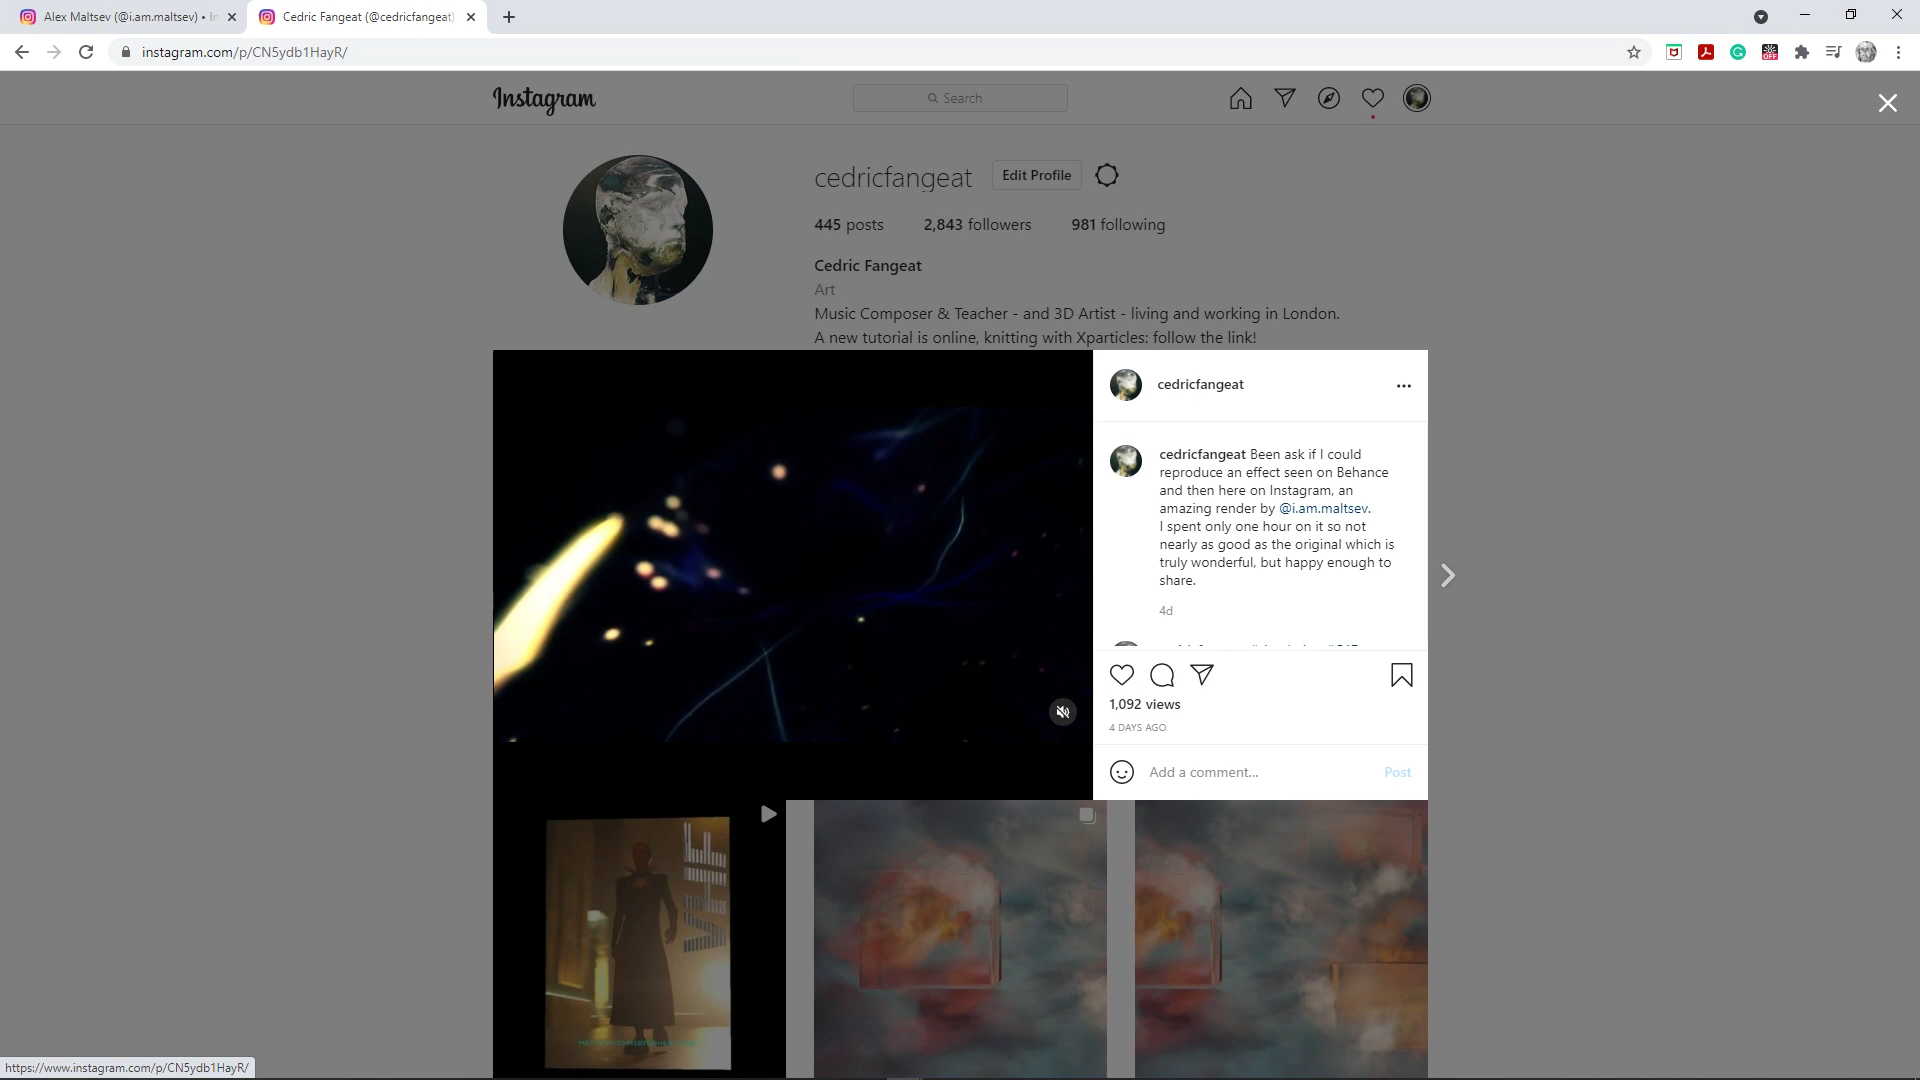 Alex Maltsev (@i.am.maltsev) •
Cedric Fangeat (@cedricfangeat)
instagram.com/p/CN5ydb1HayR/
OFF
Instagram
Search
cedricfangeat
Edit Profile
445 posts
2,843 followers
981 following
Cedric Fangeat
Art
Music Composer & Teacher - and 3D Artist - living and working in London.
A new tutorial is online, knitting with Xparticles: follow the link!
cedricfangeat
cedricfangeat Been ask if I could
reproduce an effect seen on Behance
and then here on Instagram, an
amazing render by @i.am.maltsev.
I spent only one hour on it so not
nearly as good as the original which is
truly wonderful, but happy enough to
share.
4d
1,092 views
4 DAYS AGO
Add a comment...
Post
https://www.instagram.com/p/CN5ydb1HayR/